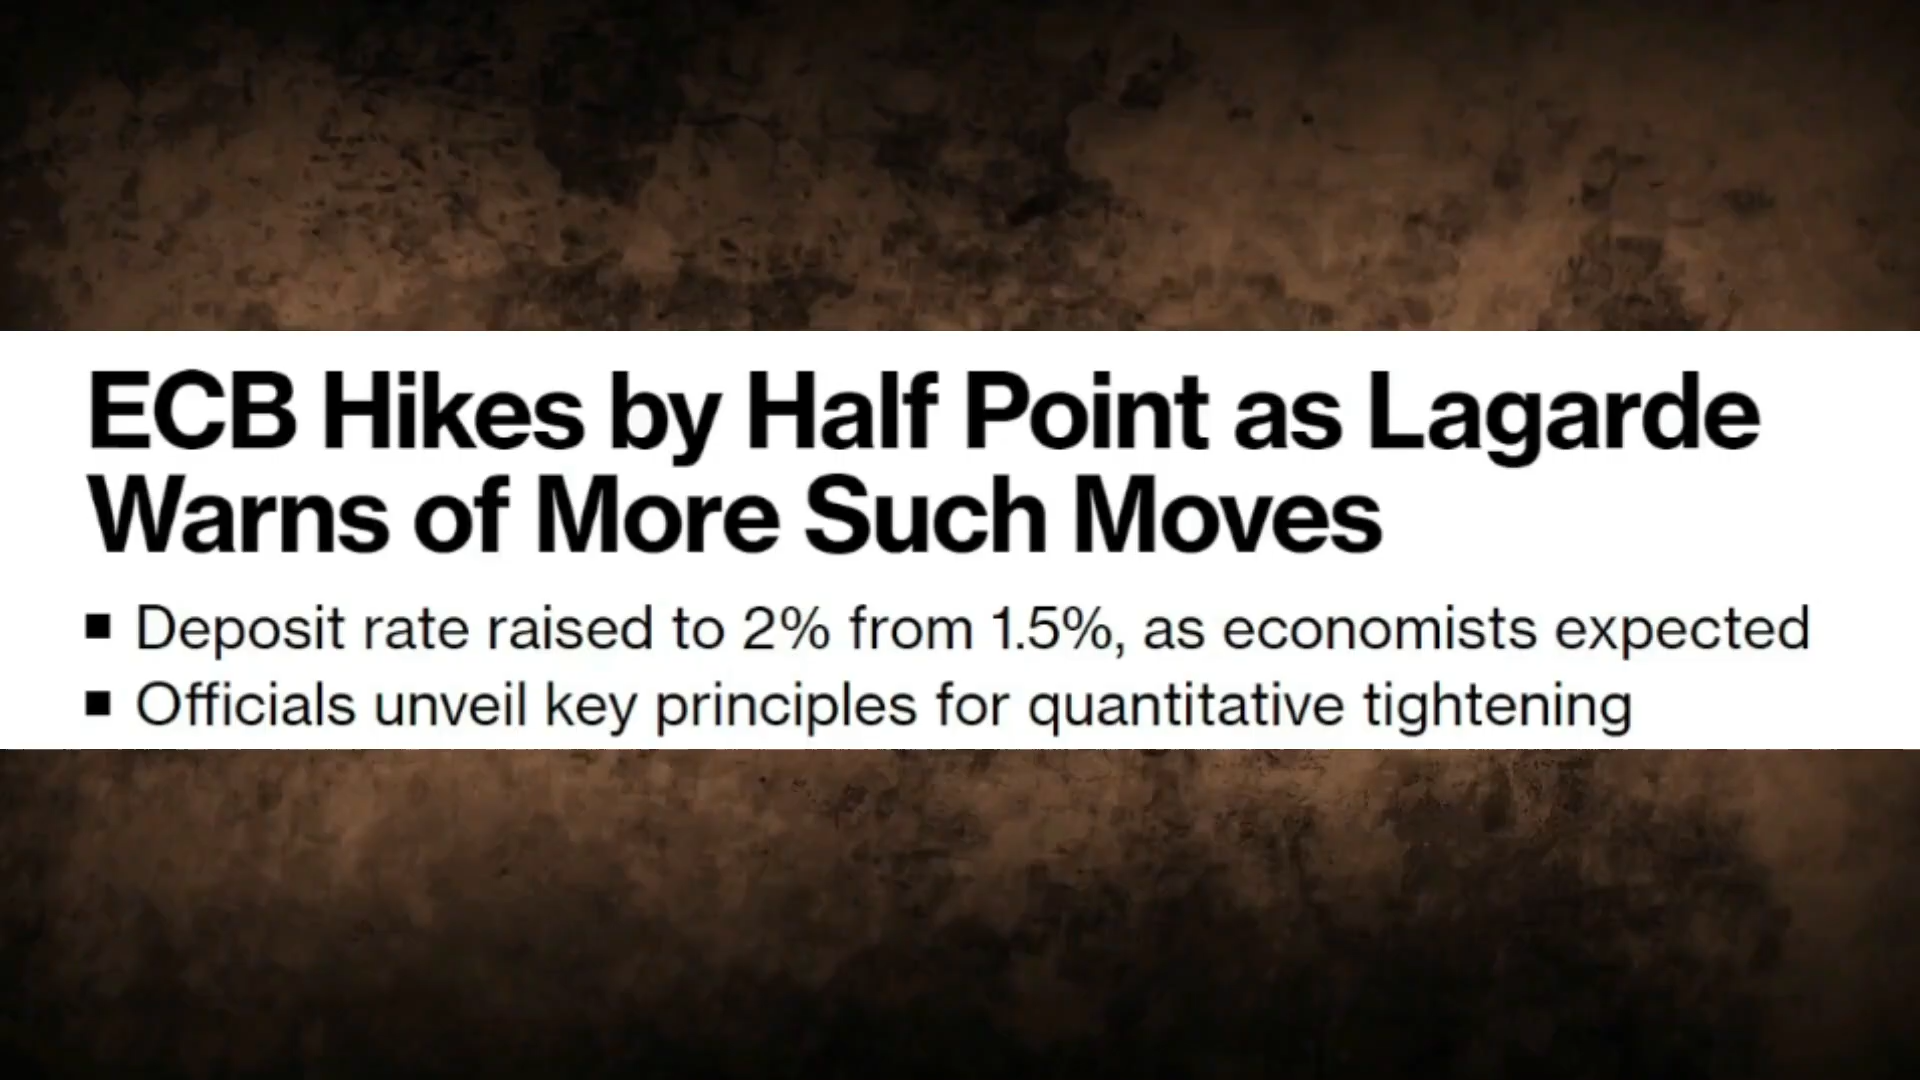 ECB Hikes by Half Point as Lagarde
Warns of More Such Moves
▪ Deposit rate raised to 2% from 1.5%, as economists expected
▪ Officials unveil key principles for quantitative tightening